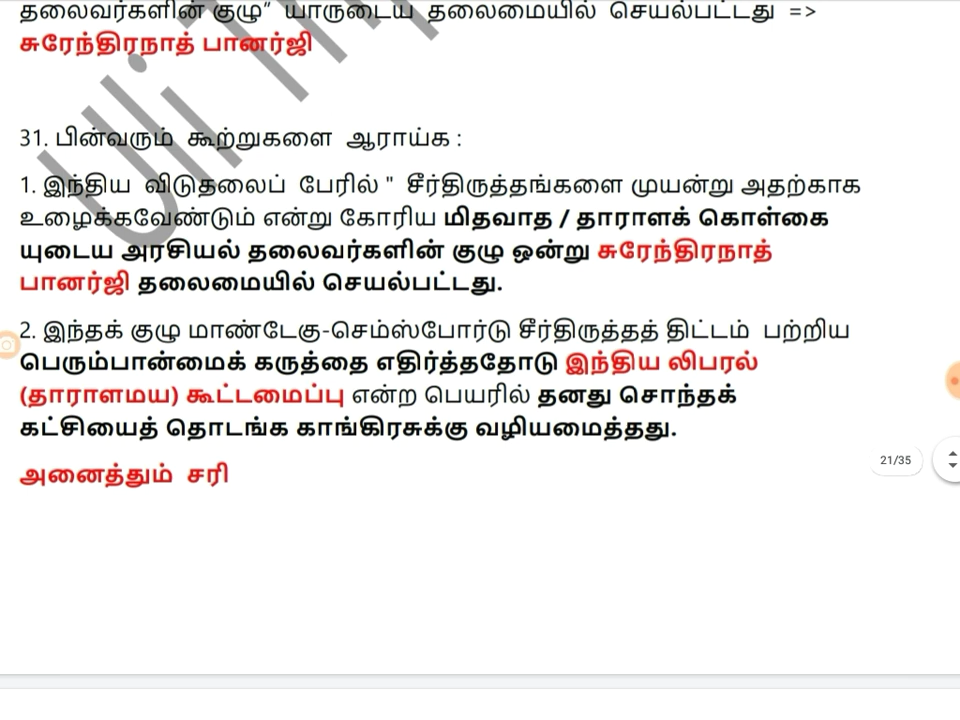 தலைவர்களின் குழு" யாருடைய தலைமையில் செயல்பட்டது =>
சுரேந்திரநாத் பானர்ஜி
31. பின்வரும் கூற்றுகளை ஆராய்க :
1. இந்திய விடுதலைப் பேரில் " சீர்திருத்தங்களை முயன்று அதற்காக
உழைக்கவேண்டும் என்று கோரிய மிதவாத / தாராளக் கொள்கை
யுடைய அரசியல் தலைவர்களின் குழு ஒன்று சுரேந்திரநாத்
பானர்ஜி தலைமையில் செயல்பட்டது.
2. இந்தக் குழு மாண்டேகு-செம்ஸ்போர்டு சீர்திருத்தத் திட்டம் பற்றிய
பெரும்பான்மைக் கருத்தை எதிர்த்ததோடு இந்திய லிபரல்
(தாராளமய) கூட்டமைப்பு என்ற பெயரில் தனது சொந்தக்
கட்சியைத் தொடங்க காங்கிரசுக்கு வழியமைத்தது.
அனைத்தும் சரி
21/35